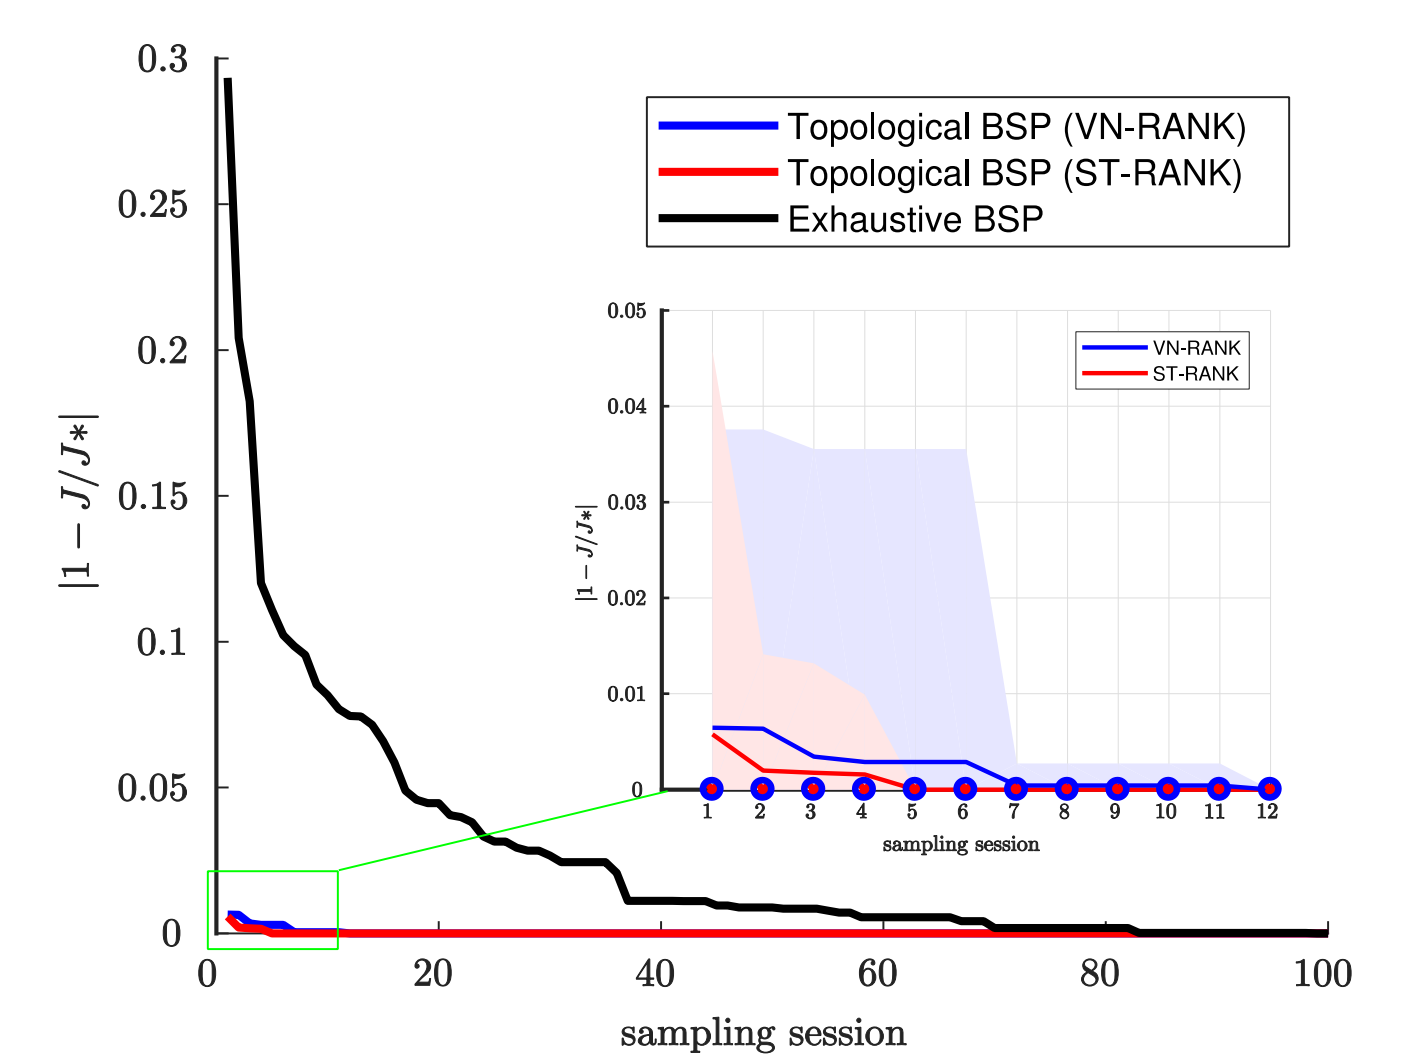 0.3
0.25
0.2
0.15
0.1
0.05
0
|1 − J/J∗|
0 20 40 60 80 100
sampling session
Topological BSP (VN-RANK)
Topological BSP (ST-RANK)
Exhaustive BSP
0.05
0.04
0.03
0.02
0.01
0
|1 − J/J∗|
VN-RANK
ST-RANK
1 2 3 4 5 6 7 8 9 10 11 12
sampling session